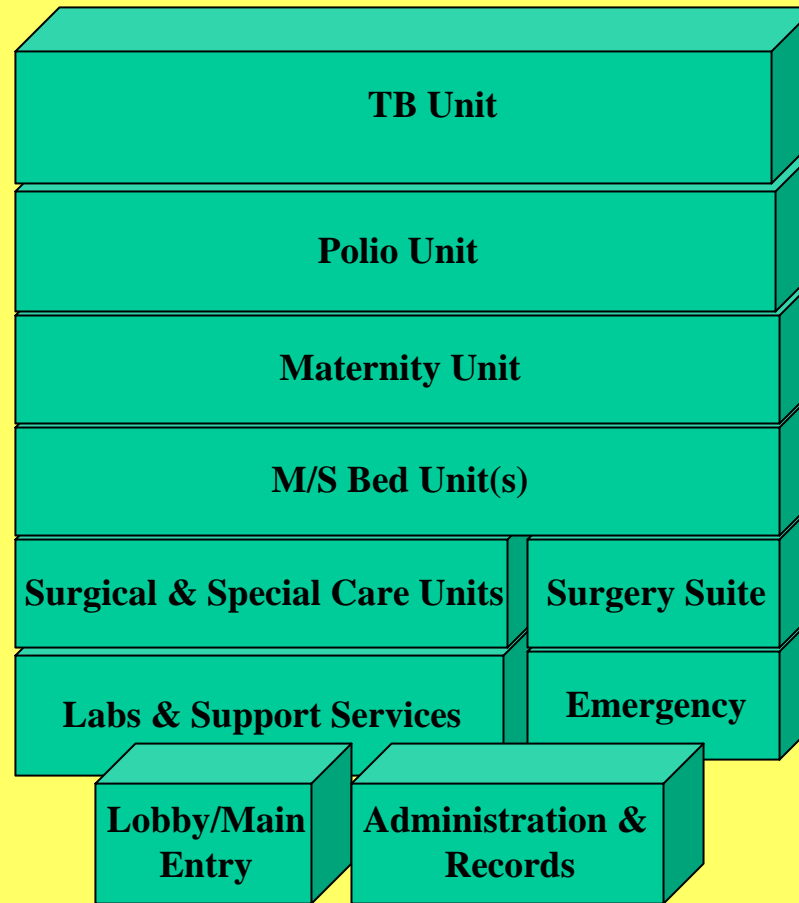 TB Unit
Polio Unit
Maternity Unit
M/S Bed Unit(s)
Surgical & Special Care Units
Surgery Suite
Labs & Support Services
Emergency
Lobby/Main
Entry
Administration &
Records